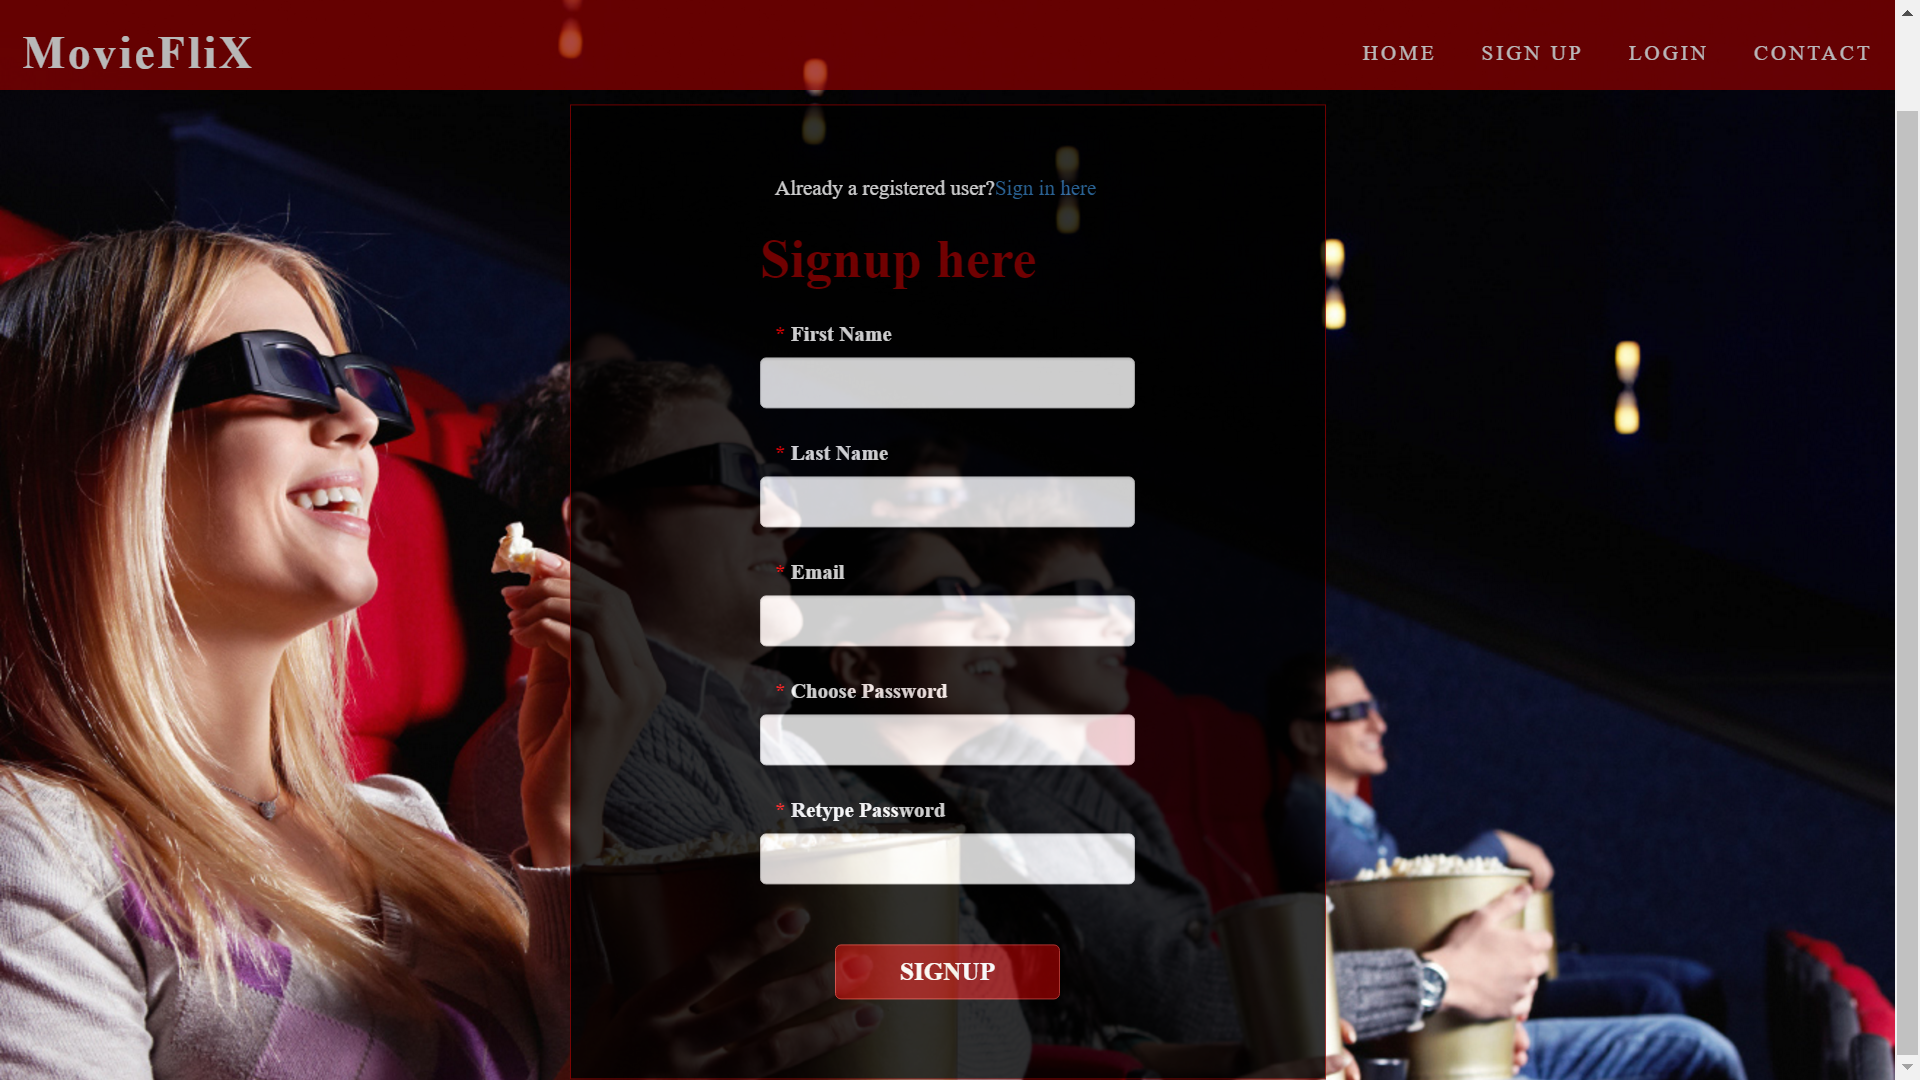 MovieFliX
HOME SIGN UP LOGIN CONTACT
Already a registered user?Sign in here
Signup here
* First Name
* Last Name
* Email
* Choose Password
* Retype Password
SIGNUP